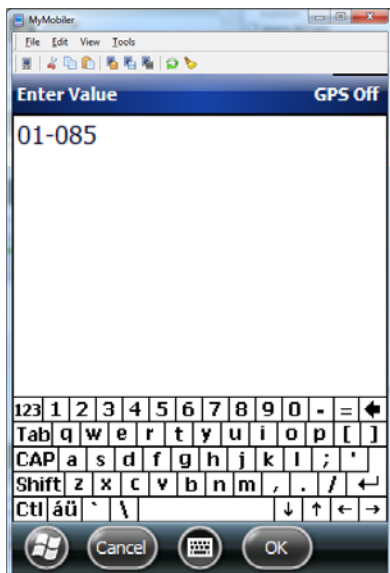 MyMobiler
File Edit View Tools
Enter Value GPS Off
01-085
123 1 2 3 4 5 6 7 8 9 0 - = ←
Tab q w e r t y u i o p [ ]
CAP a s d f g h j k l ; '
Shift z x c v b n m , . / ↵
Ctl áü ` \ ↓ ↑ ← →
Cancel OK